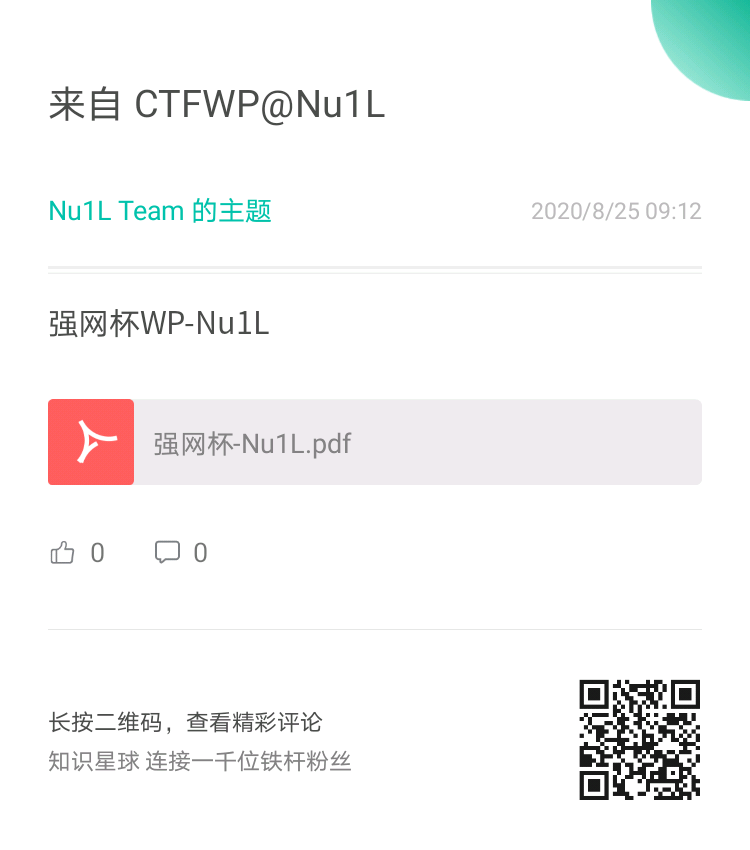 来自 CTFWP@Nu1L
Nu1L Team 的主题
2020/8/25 09:12
强网杯WP-Nu1L
强网杯-Nu1L.pdf
0
0
长按二维码，查看精彩评论
知识星球 连接一千位铁杆粉丝